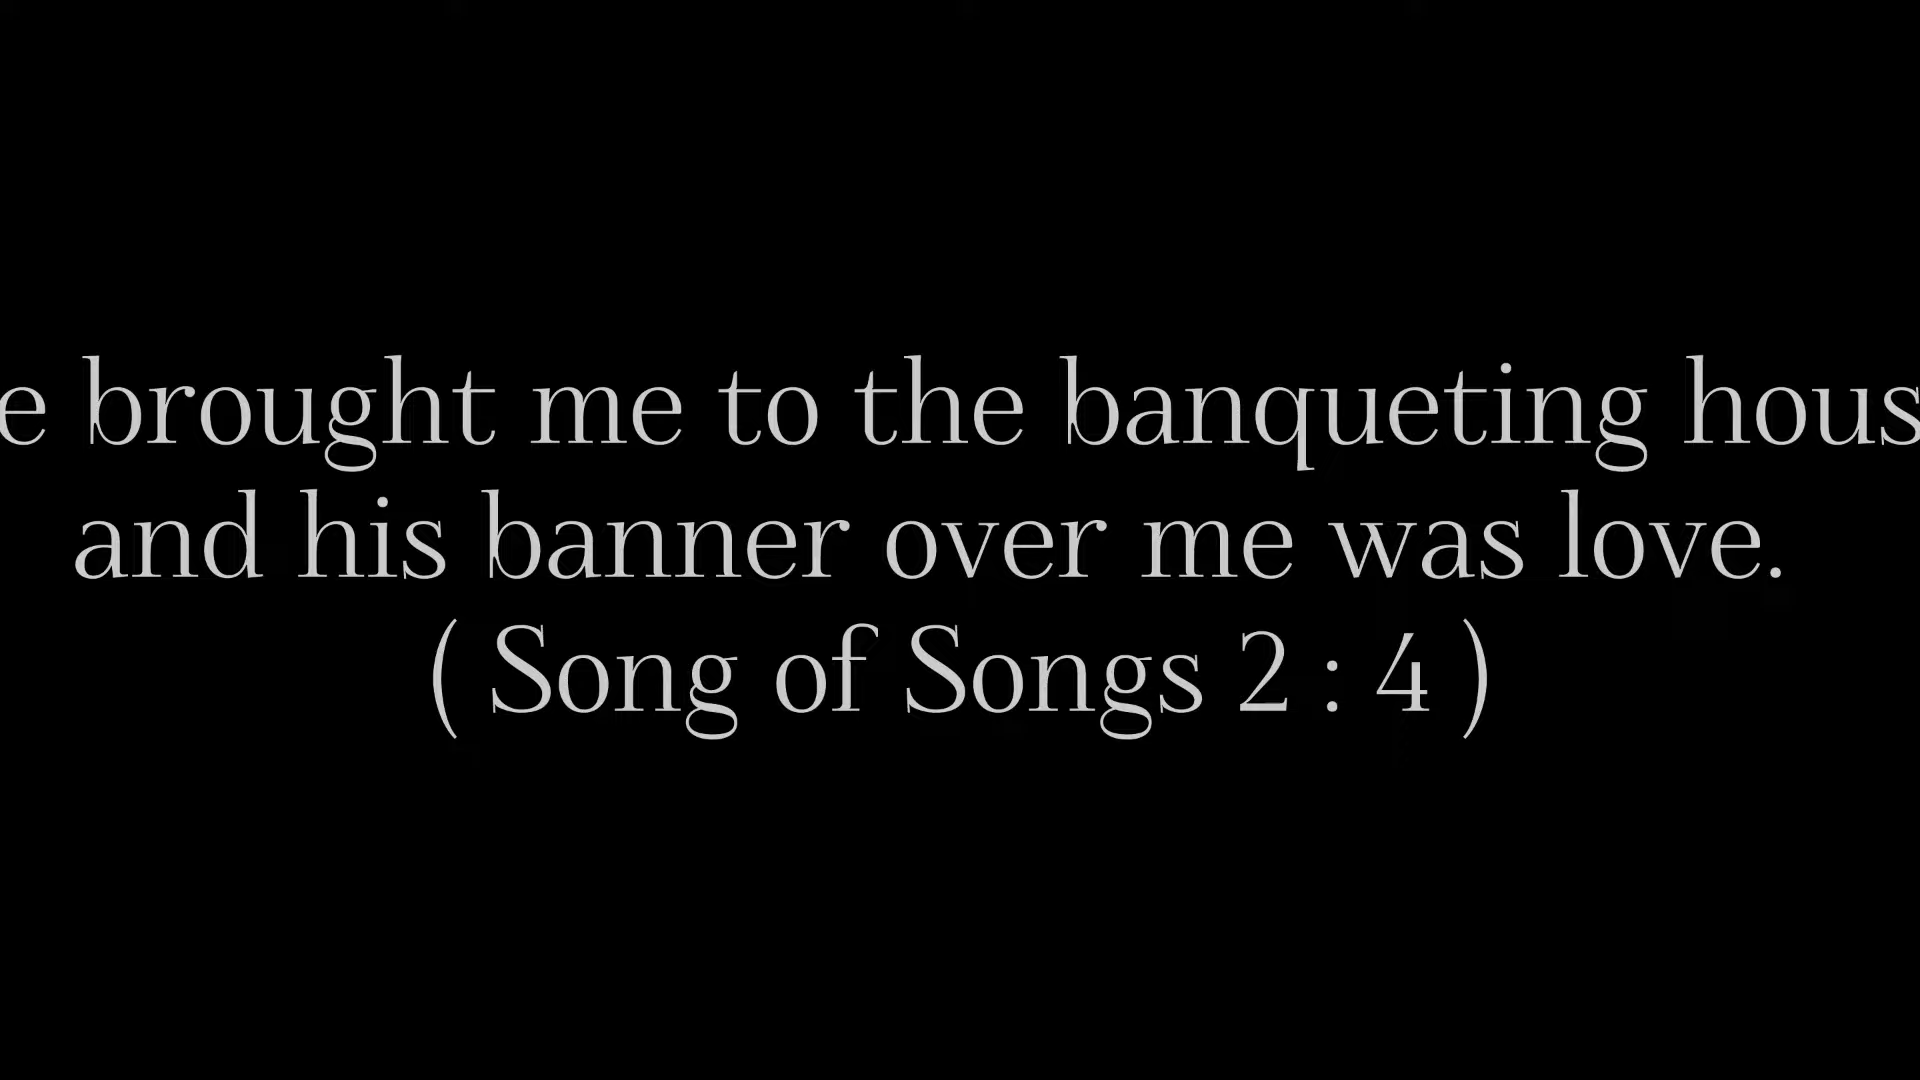 e brought me to the banqueting hous
and his banner over me was love.
( Song of Songs 2 : 4 )